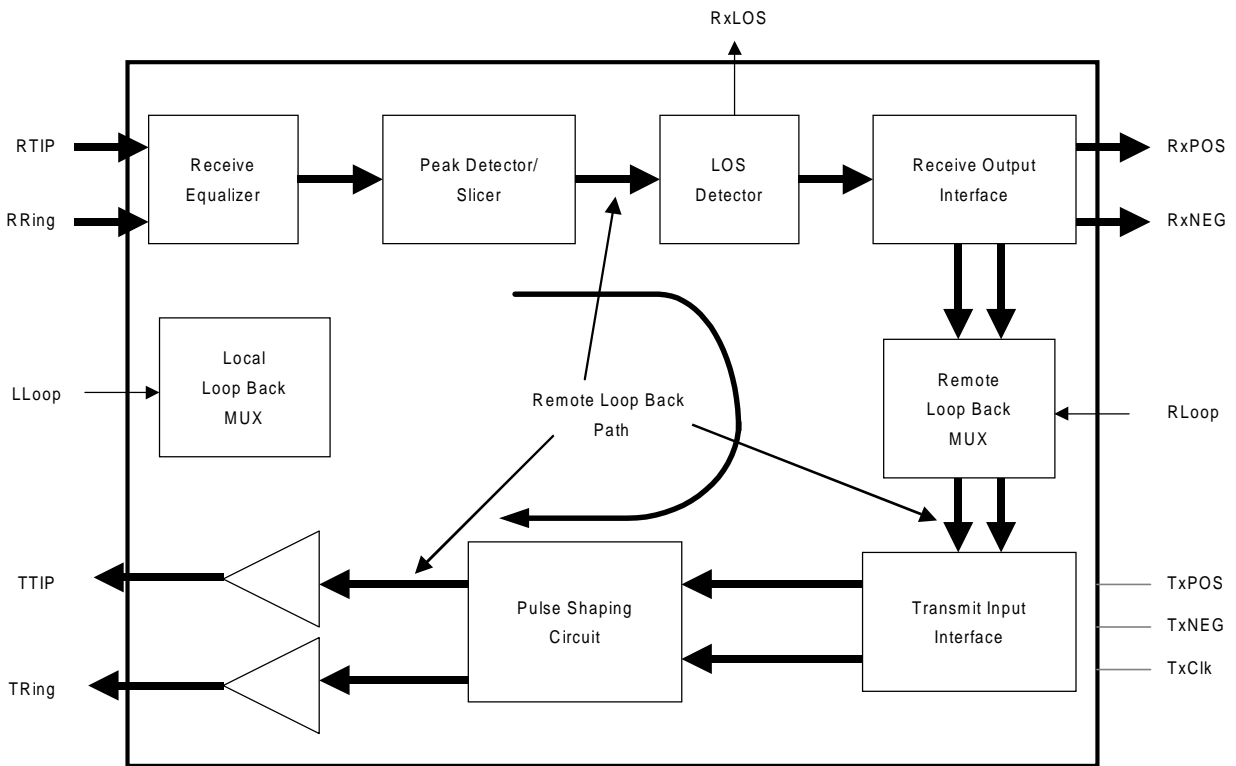 RxLOS
RTIP
RRing
Receive
Equalizer
Peak Detector/
Slicer
LOS
Detector
Receive Output
Interface
RxPOS
RxNEG
LLoop
Local
Loop Back
MUX
Remote Loop Back
Path
Remote
Loop Back
MUX
RLoop
TTIP
TRing
Pulse Shaping
Circuit
Transmit Input
Interface
TxPOS
TxNEG
TxClk